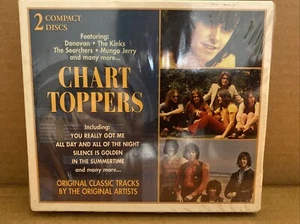 2 COMPACT
DISCS
Featuring:
Donovan • The Kinks
The Searchers • Mungo Jerry
and many more...
CHART
TOPPERS
Including:
YOU REALLY GOT ME
ALL DAY AND ALL OF THE NIGHT
SILENCE IS GOLDEN
IN THE SUMMERTIME
and many more...
ORIGINAL CLASSIC TRACKS
BY THE ORIGINAL ARTISTS